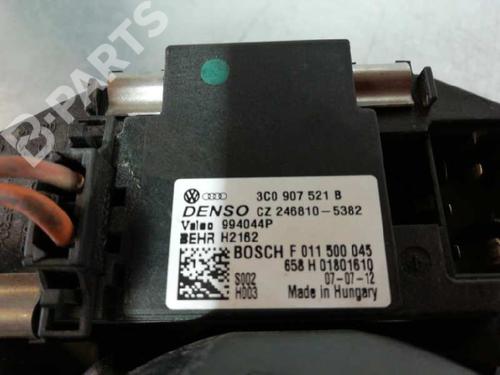 B-PARTS
3C0 907 521 B
DENSO CZ 246810-5382
Valeo 994044P
BEHR H2162
BOSCH F 011 500 045
658 H 01801610
S002 07-07-12
H003 Made in Hungary